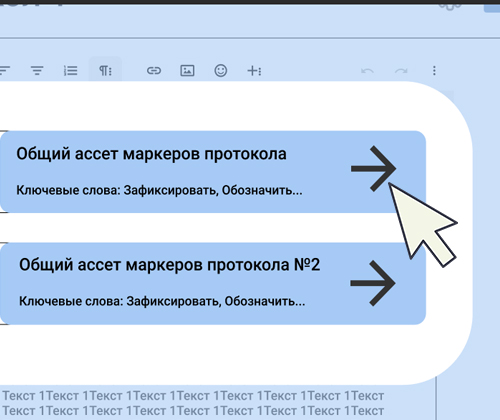 Общий ассет маркеров протокола
Ключевые слова: Зафиксировать, Обозначить...
Общий ассет маркеров протокола №2
Ключевые слова: Зафиксировать, Обозначить...
Текст 1Текст 1Текст 1Текст 1Текст 1Текст 1Текст 1Текст
Текст 1Текст 1Текст 1Текст 1Текст 1Текст 1Текст 1Текст